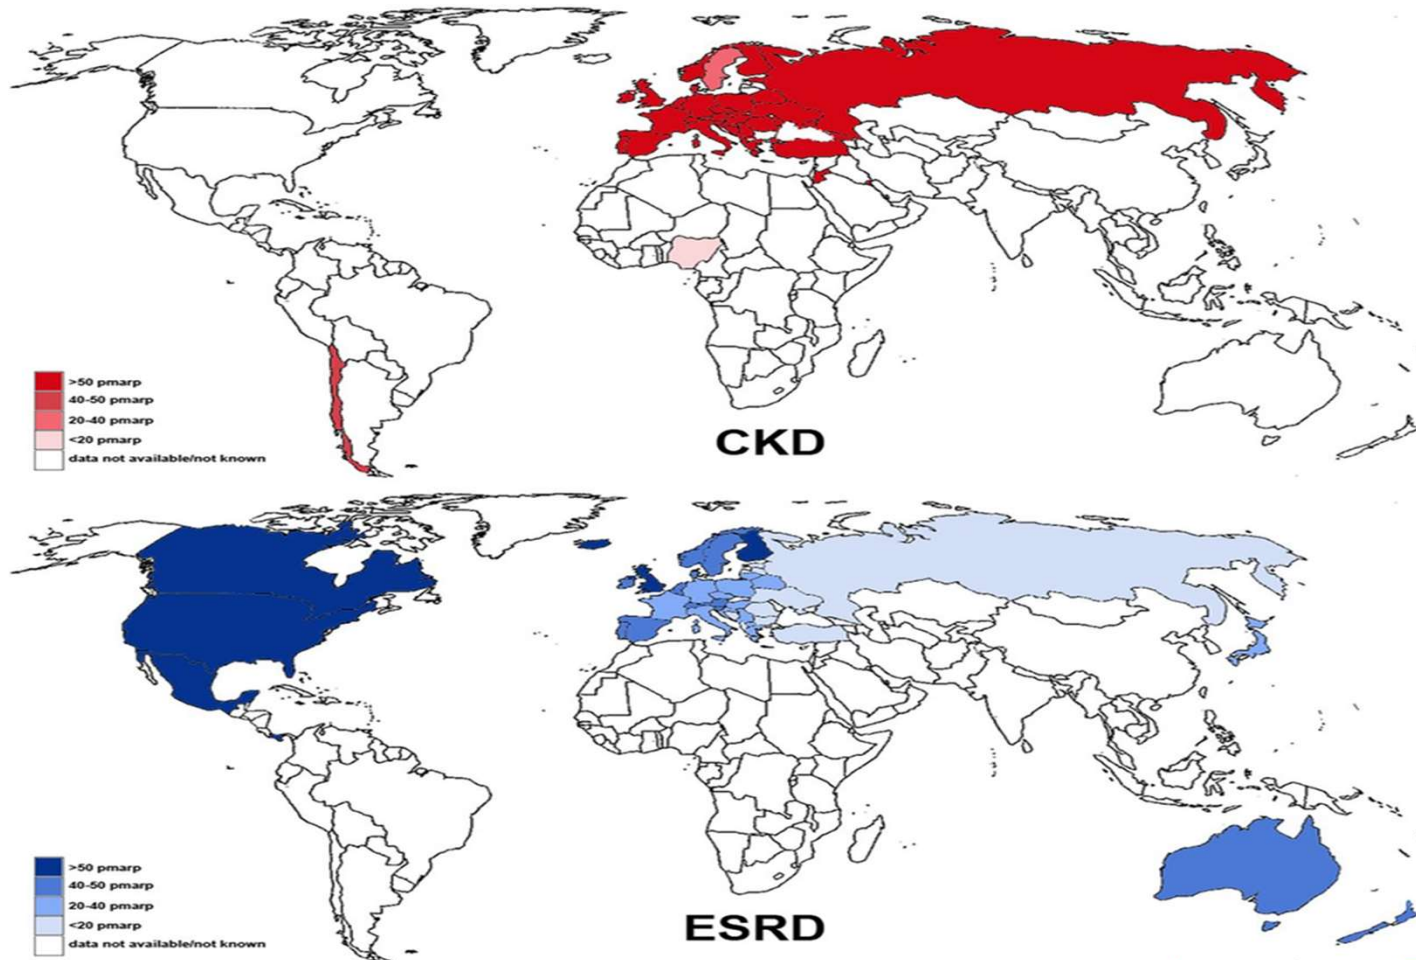 >50 pmarp
40-50 pmarp
20-40 pmarp
<20 pmarp
data not available/not known
CKD
>50 pmarp
40-50 pmarp
20-40 pmarp
<20 pmarp
data not available/not known
ESRD